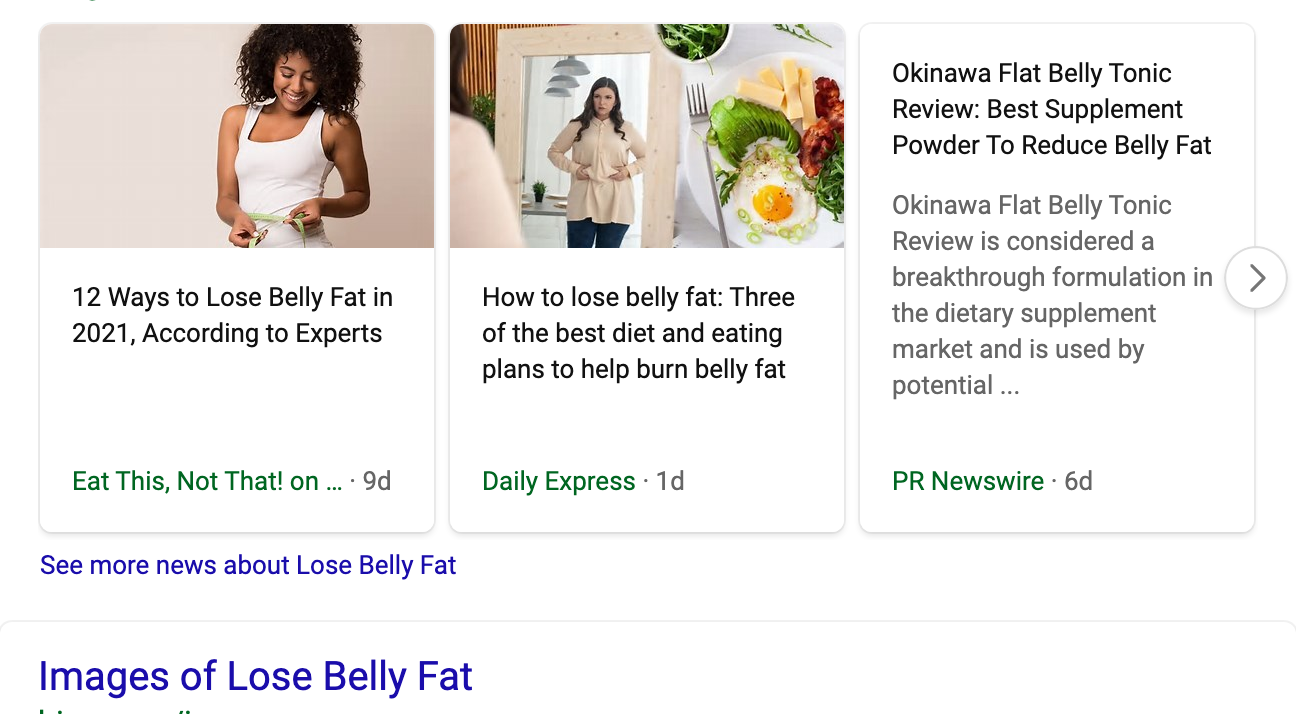 12 Ways to Lose Belly Fat in
2021, According to Experts
Eat This, Not That! on ... · 9d
How to lose belly fat: Three
of the best diet and eating
plans to help burn belly fat
Daily Express · 1d
Okinawa Flat Belly Tonic
Review: Best Supplement
Powder To Reduce Belly Fat
Okinawa Flat Belly Tonic
Review is considered a
breakthrough formulation in
the dietary supplement
market and is used by
potential ...
PR Newswire · 6d
See more news about Lose Belly Fat
Images of Lose Belly Fat